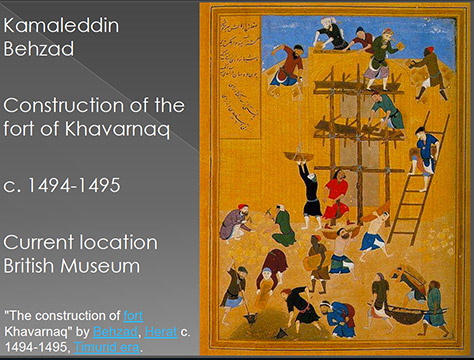 Kamaleddin
Behzad
Construction of the
fort of Khavarnaq
c. 1494-1495
Current location
British Museum
"The construction of fort
Khavarnaq" by Behzad, Herat c.
1494-1495, Timurid era.